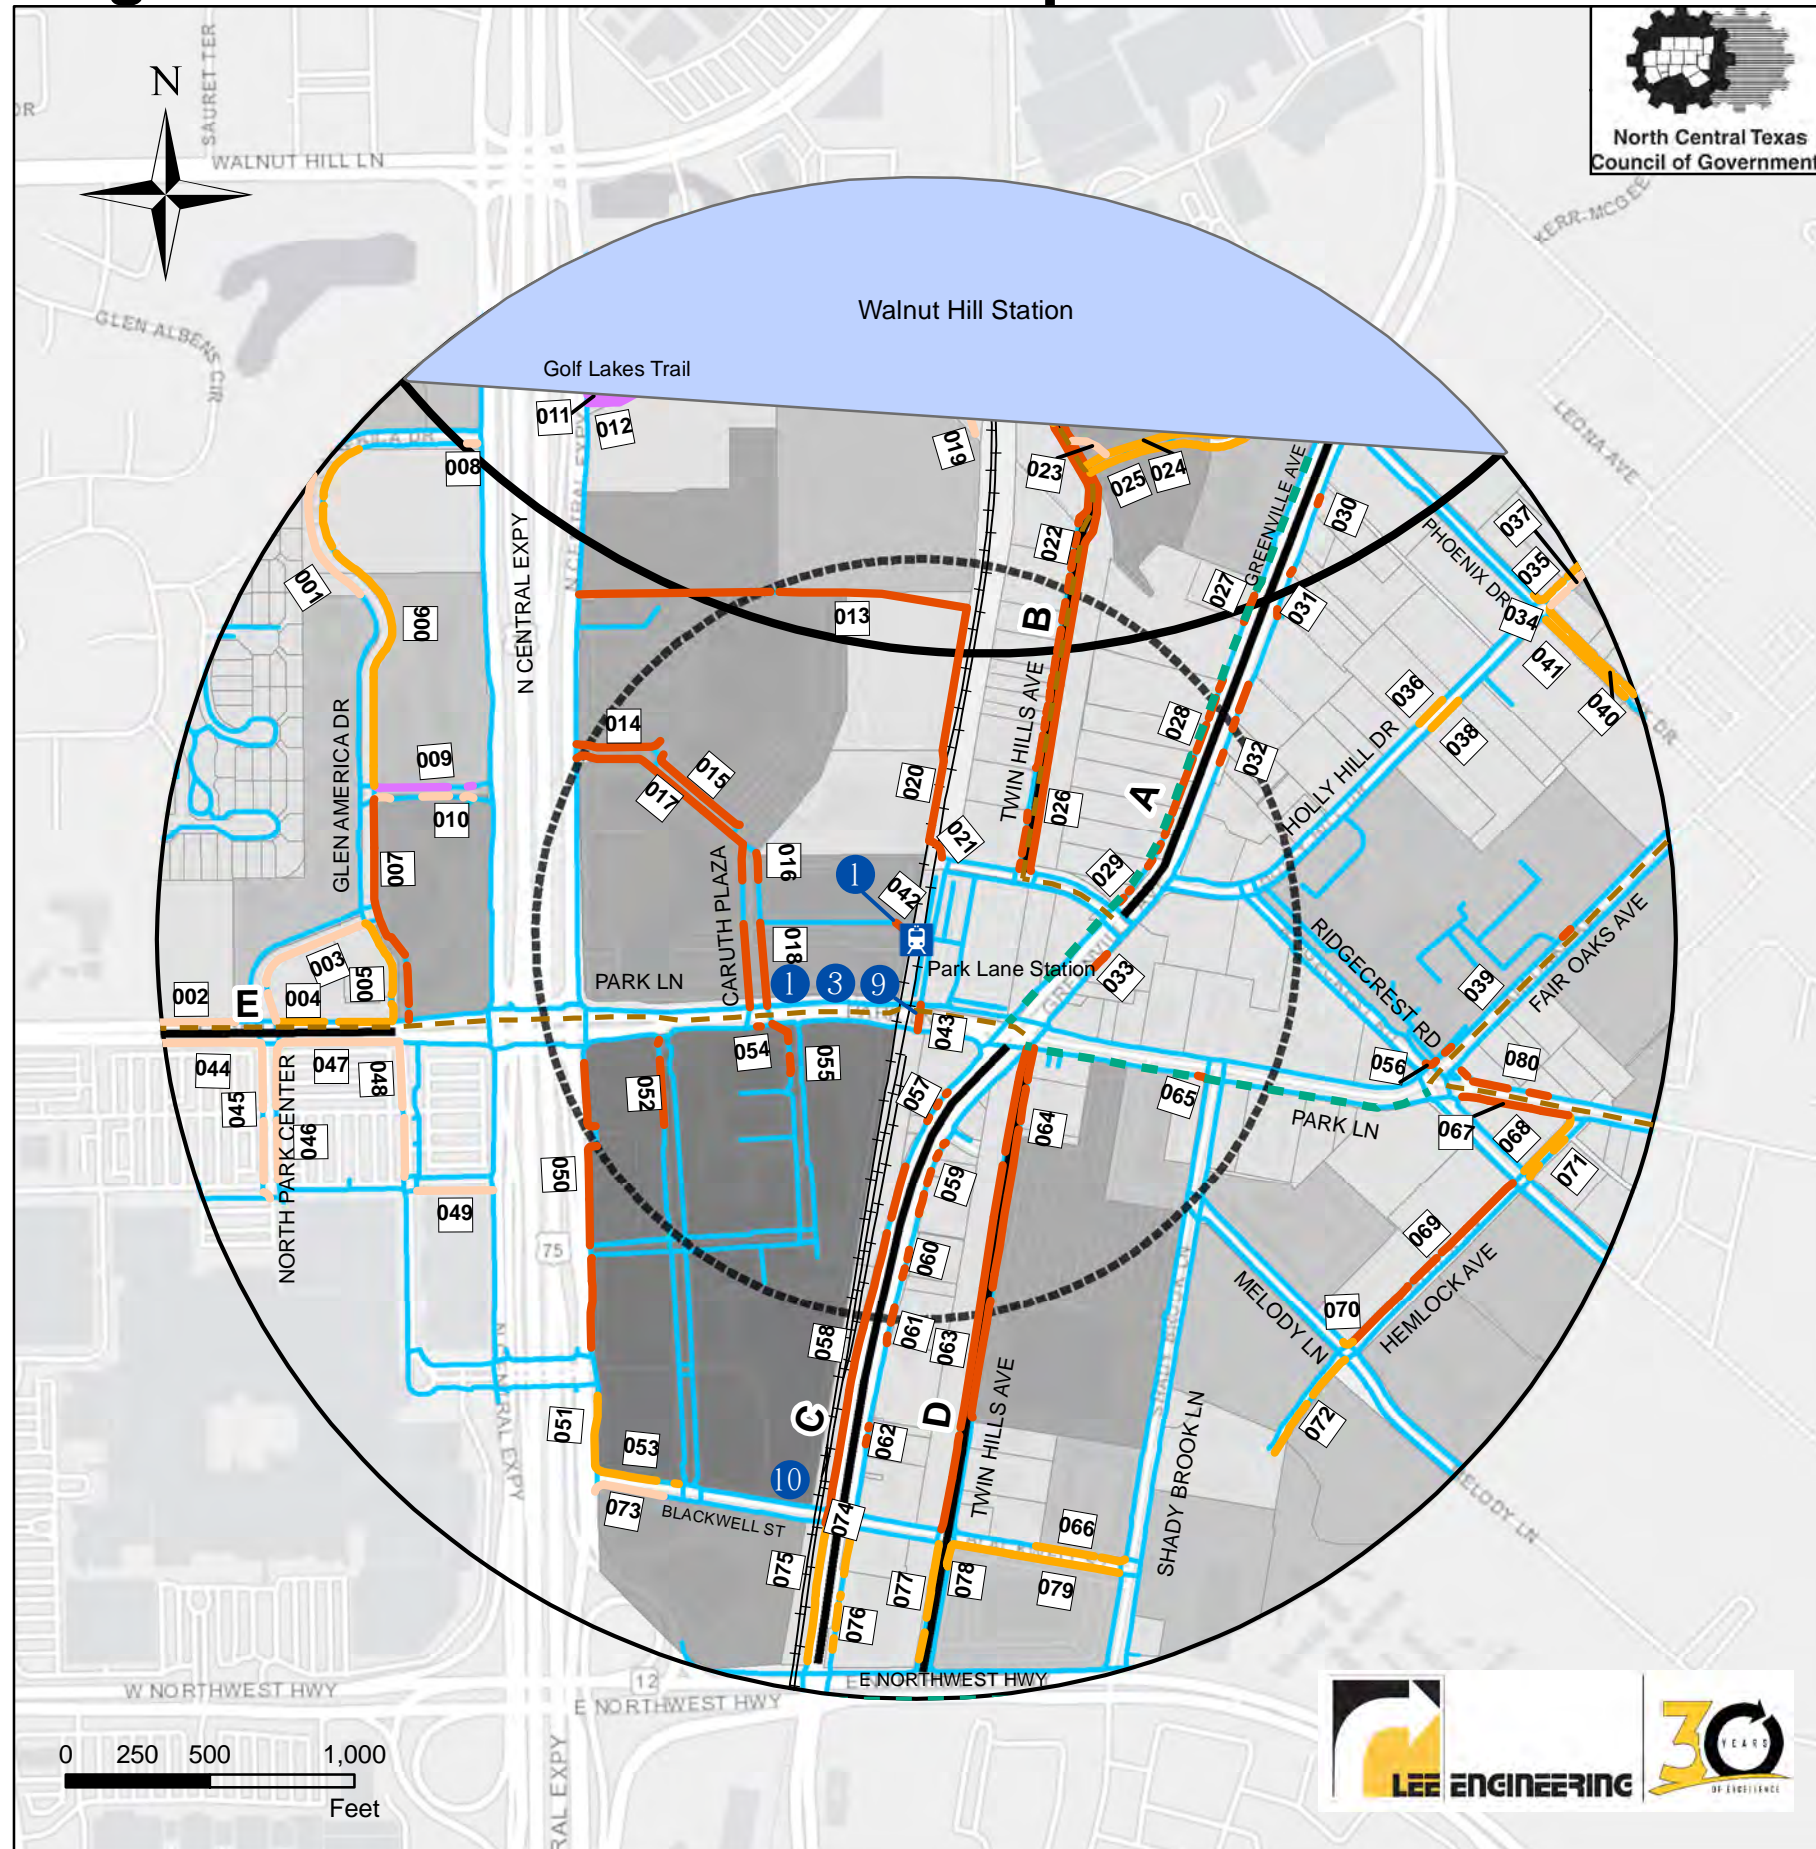 North Central Texas
Council of Government
N
SAURET TER
DR
WALNUT HILL LN
KERR-MCGEE
GLEN ALBENS CIR
LEONA AVE
Walnut Hill Station
Golf Lakes Trail
011
012
019
023
025
024
008
GREENVILLE AVE
030
037
PHOENIX DR
035
034
N CENTRAL EXPY
N CENTRAL EXPY
022
027
031
001
006
013
B
041
040
036
038
014
028
TWIN HILLS AVE
032
HOLLY HILL DR
009
015
017
020
026
A
010
GLEN AMERICA DR
021
007
016
1
042
029
CARUTH PLAZA
018
RIDGECREST RD
FAIR OAKS AVE
003
005
PARK LN
Park Lane Station
033
039
002
E
004
1
3
9
043
044
047
048
054
055
056
080
045
046
052
057
065
PARK LN
064
067
068
071
NORTH PARK CENTER
050
059
049
75
060
069
MELODY LN
HEMLOCK AVE
058
061
063
070
C
D
TWIN HILLS AVE
051
053
062
072
10
SHADY BROOK LN
MELODY LN
073
BLACKWELL ST
074
066
075
077
078
079
076
E NORTHWEST HWY
W NORTHWEST HWY
12
E NORTHWEST HWY
0 250 500 1,000
Feet
RAL EXPY
LEE ENGINEERING
30
YEARS
OF EXCELLENCE